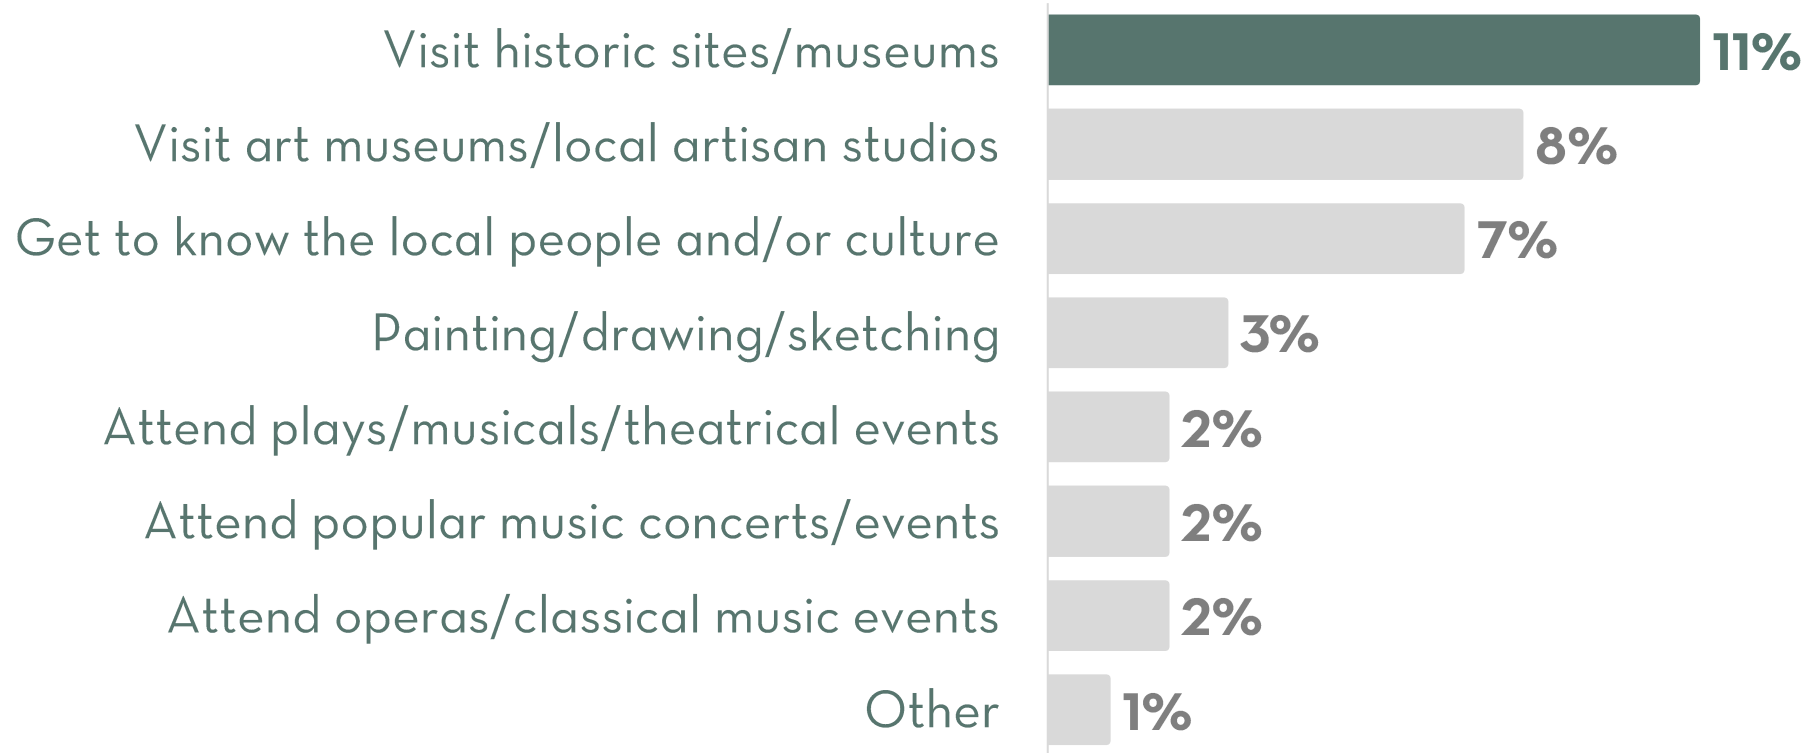 Visit historic sites/museums 11%
Visit art museums/local artisan studios 8%
Get to know the local people and/or culture 7%
Painting/drawing/sketching 3%
Attend plays/musicals/theatrical events 2%
Attend popular music concerts/events 2%
Attend operas/classical music events 2%
Other 1%